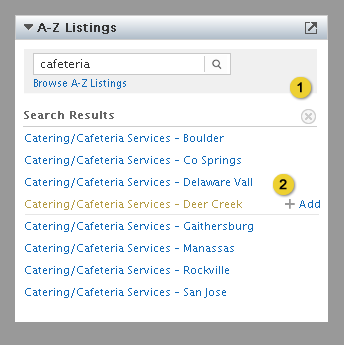 A-Z Listings
cafeteria
Browse A-Z Listings
1
Search Results
Catering/Cafeteria Services - Boulder
Catering/Cafeteria Services - Co Springs
Catering/Cafeteria Services - Delaware Vall
2
Catering/Cafeteria Services - Deer Creek + Add
Catering/Cafeteria Services - Gaithersburg
Catering/Cafeteria Services - Manassas
Catering/Cafeteria Services - Rockville
Catering/Cafeteria Services - San Jose